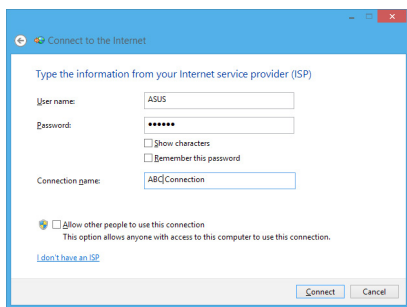 Connect to the Internet
Type the information from your Internet service provider (ISP)
User name: ASUS
Password: ••••••
Show characters
Remember this password
Connection name: ABCConnection
Allow other people to use this connection
This option allows anyone with access to this computer to use this connection.
I don't have an ISP
Connect Cancel